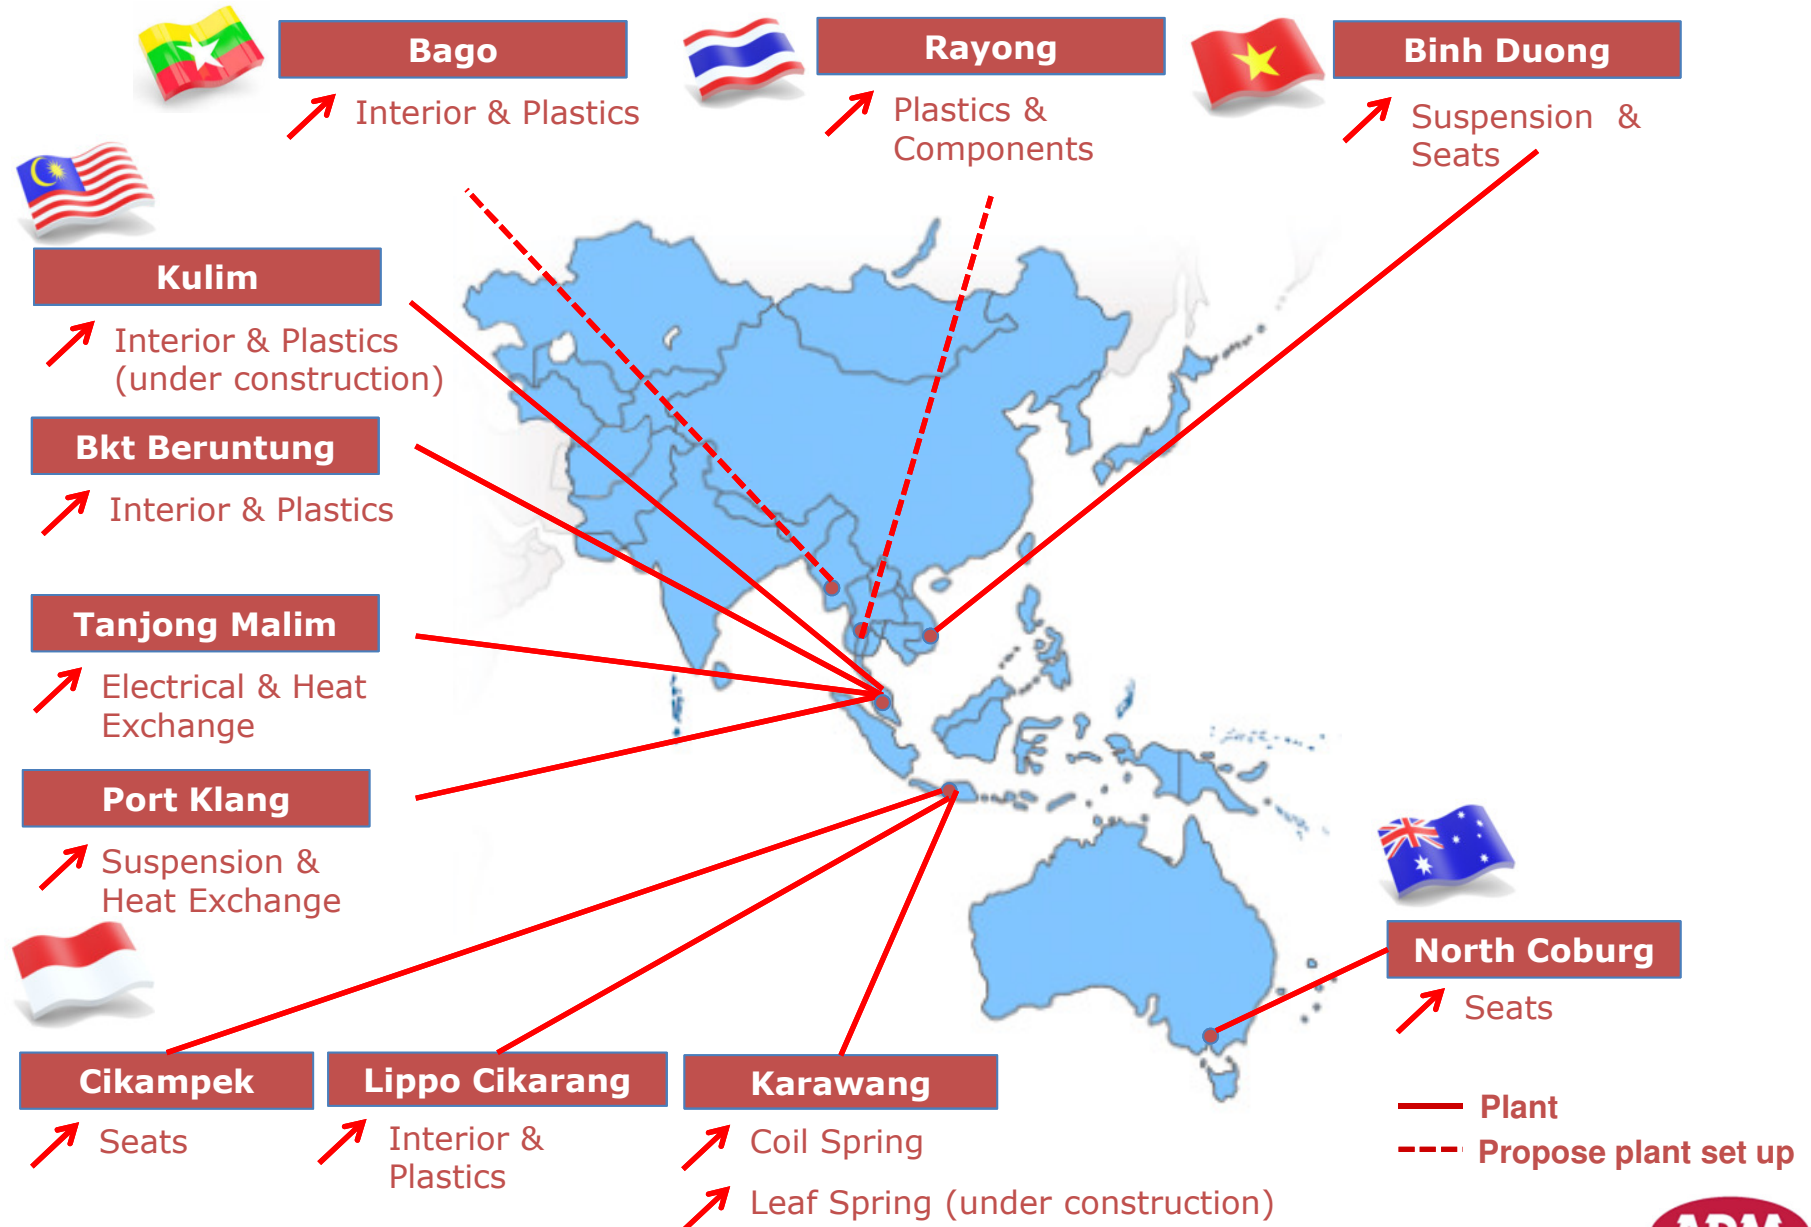 Bago
Interior & Plastics
Rayong
Plastics &
Components
Binh Duong
Suspension &
Seats
Kulim
Interior & Plastics
(under construction)
Bkt Beruntung
Interior & Plastics
Tanjong Malim
Electrical & Heat
Exchange
Port Klang
Suspension &
Heat Exchange
North Coburg
Seats
Cikampek
Seats
Lippo Cikarang
Interior &
Plastics
Karawang
Coil Spring
Leaf Spring (under construction)
Plant
Propose plant set up